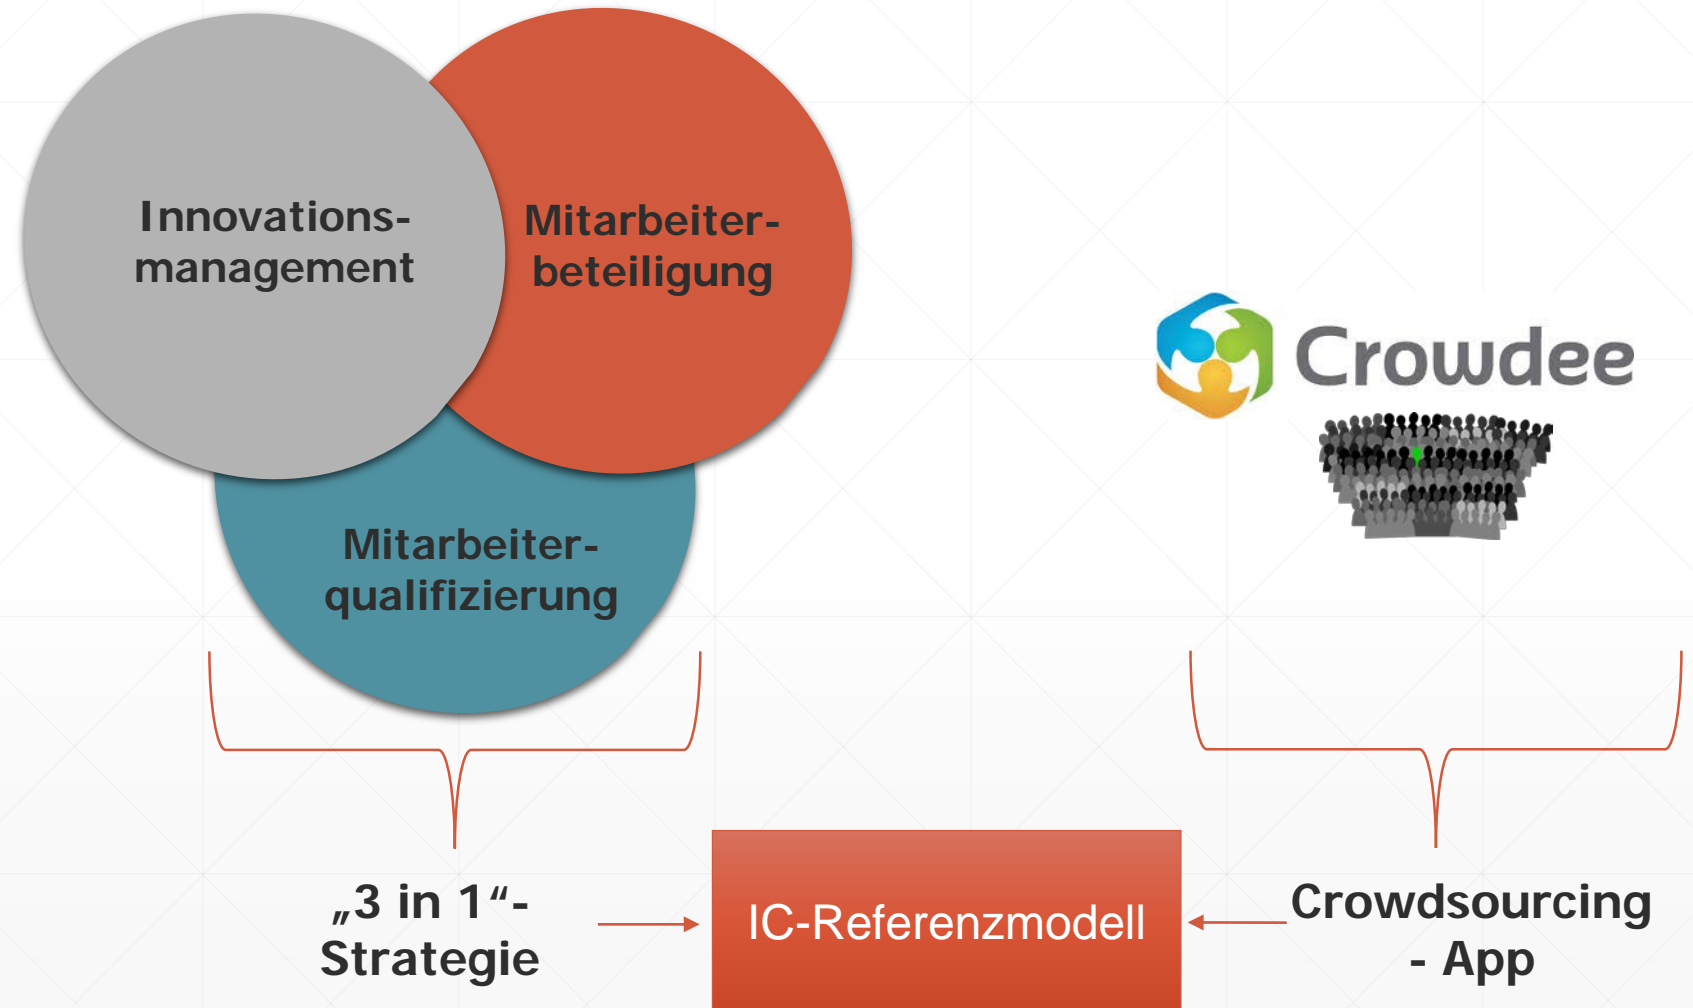 Innovations-
management
Mitarbeiter-
beteiligung
Mitarbeiter-
qualifizierung
Crowdee
„3 in 1“-
Strategie
IC-Referenzmodell
Crowdsourcing
- App